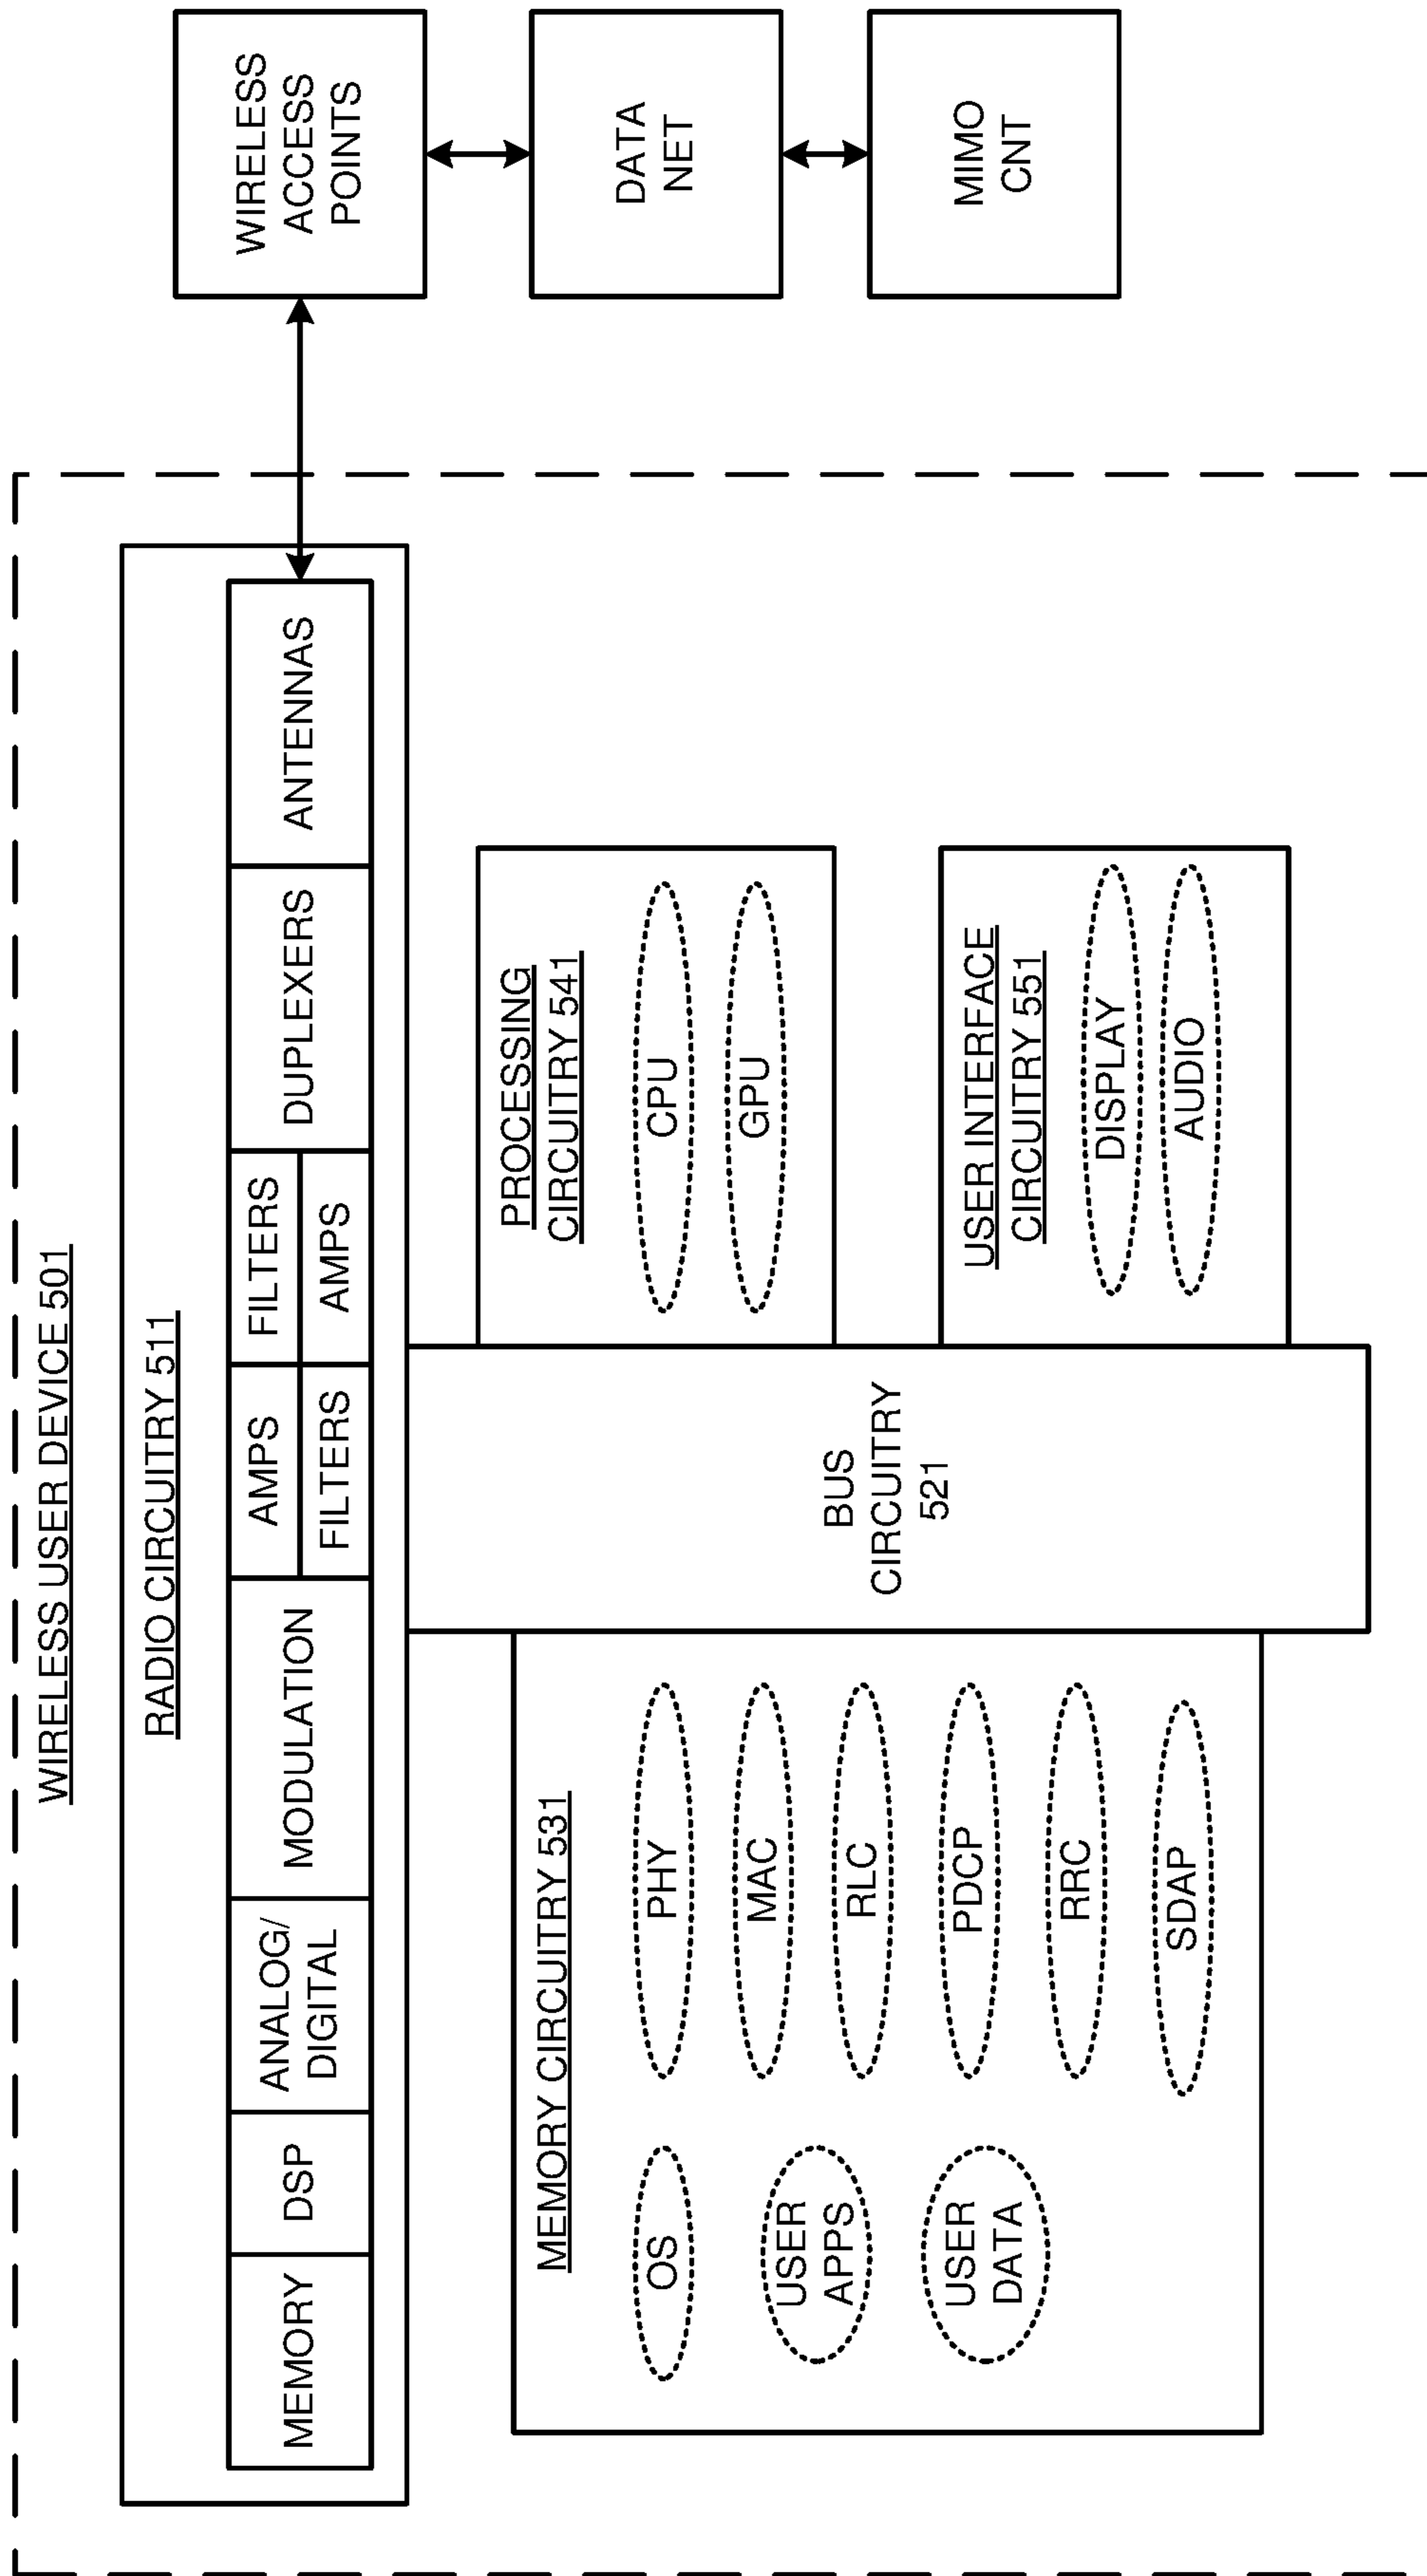 WIRELESS USER DEVICE 501
RADIO CIRCUITRY 511
MEMORY
DSP
ANALOG/
DIGITAL
MODULATION
AMPS
FILTERS
FILTERS
AMPS
DUPLEXERS
ANTENNAS
WIRELESS
ACCESS
POINTS
DATA
NET
MIMO
CNT
MEMORY CIRCUITRY 531
OS
USER
APPS
USER
DATA
PHY
MAC
RLC
PDCP
RRC
SDAP
BUS
CIRCUITRY
521
PROCESSING
CIRCUITRY 541
CPU
GPU
USER INTERFACE
CIRCUITRY 551
DISPLAY
AUDIO